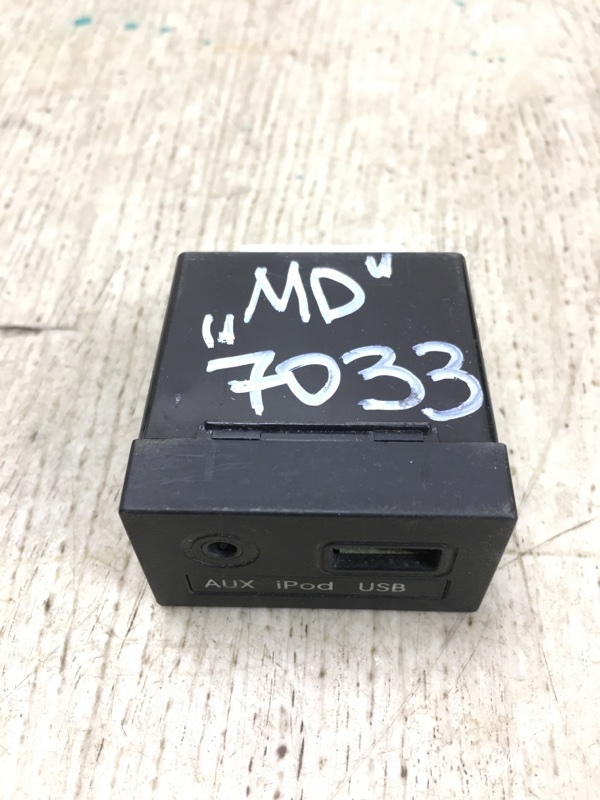 „MD"
7033
AUX iPod USB